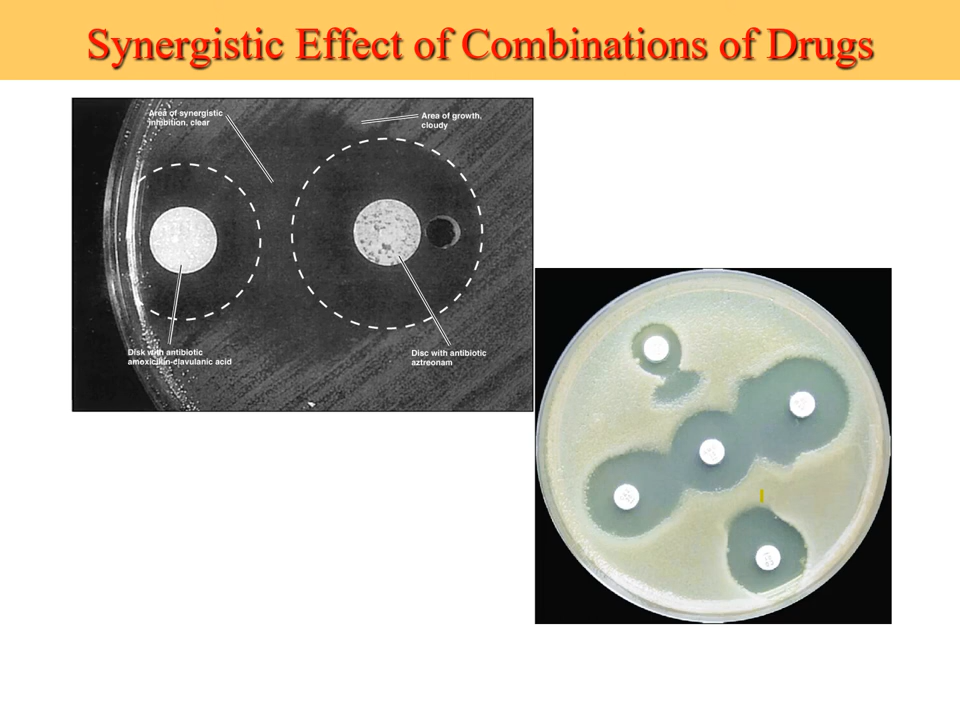 Synergistic Effect of Combinations of Drugs
Area of synergistic
inhibition, clear
Area of growth,
cloudy
Disk with antibiotic
amoxicillin-clavulanic acid
Disc with antibiotic
aztreonam